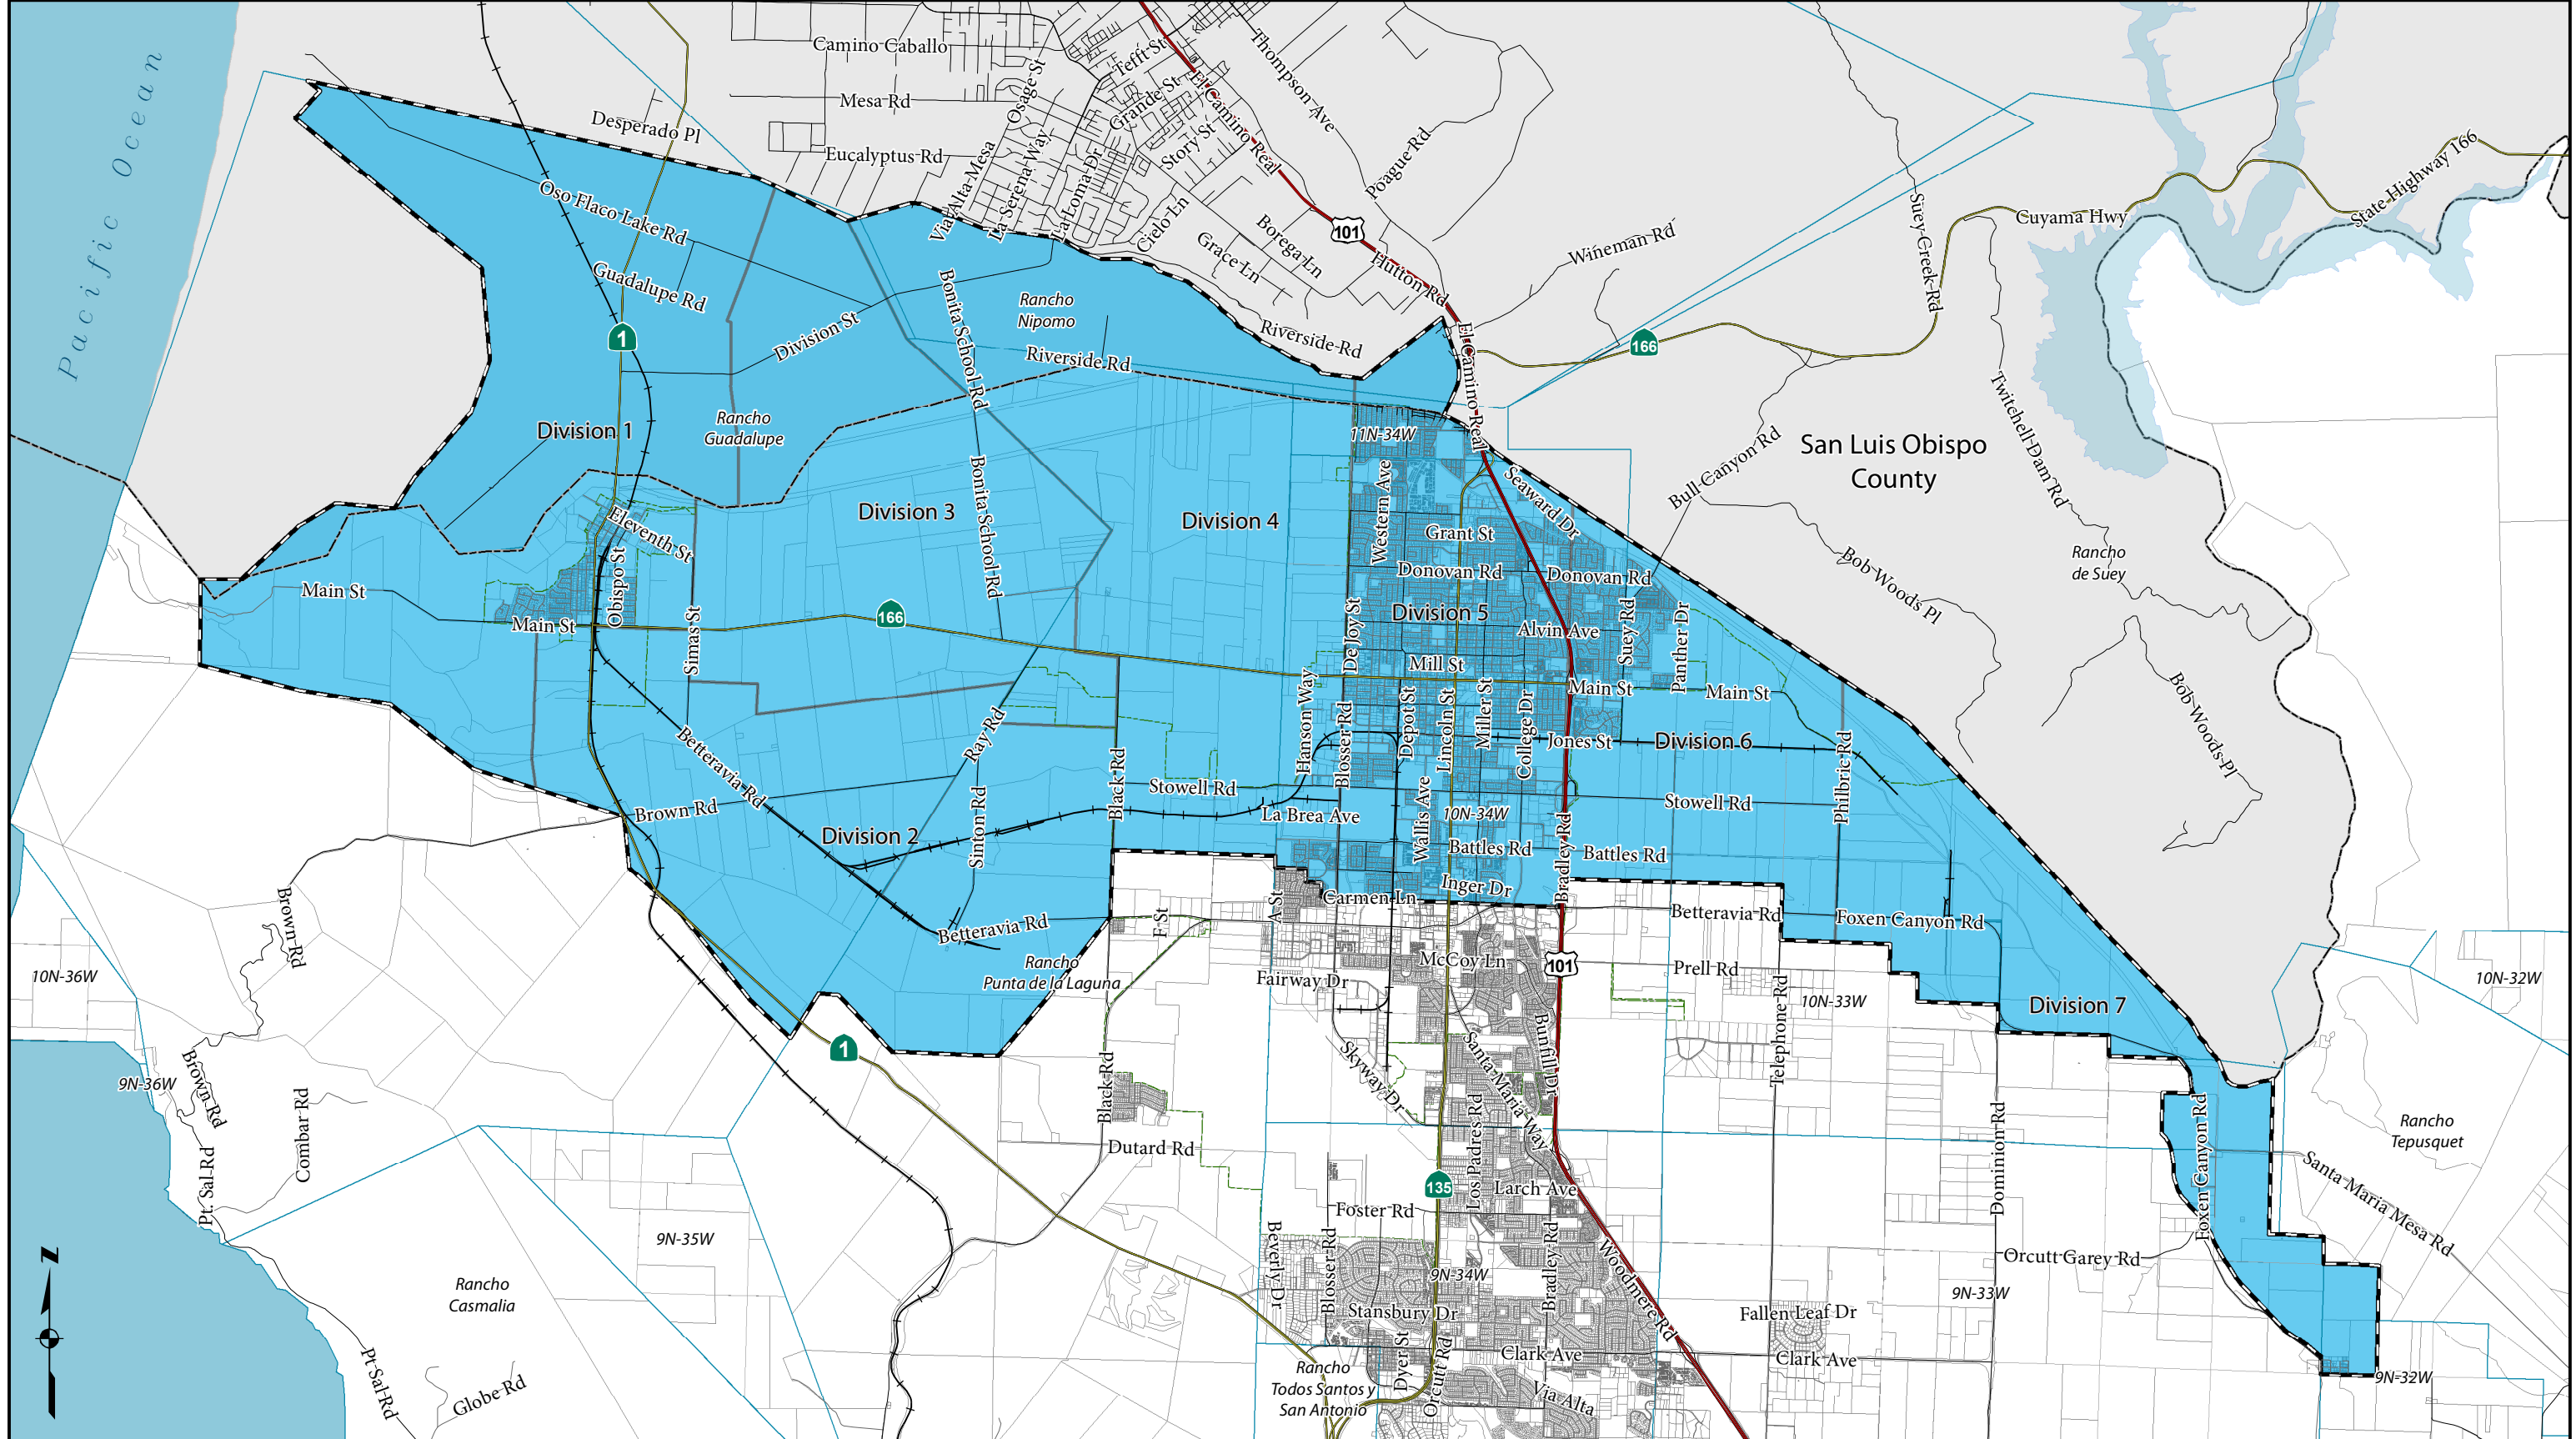 Pacific Ocean
Camino Caballo
Tefft St
Thompson Ave
Mesa Rd
Osage St
Grande St
El Camino Real
Desperado Pl
Eucalyptus Rd
Story St
Poague Rd
Via Alta Mesa
La Serena Way
La Loma Dr
Cielo Ln
Oso Flaco Lake Rd
Grace Ln
Borega Ln
101
Hutton Rd
Wineman Rd
Suey Creek Rd
Cuyama Hwy
State Highway 166
Guadalupe Rd
Bonita School Rd
Rancho
Nipomo
1
Division St
Riverside Rd
Riverside Rd
El Camino Real
166
Twitchell Dam Rd
Division 1
Rancho
Guadalupe
11N-34W
San Luis Obispo
County
Bull Canyon Rd
Western Ave
Seaward Dr
Division 3
Division 4
Bonita School Rd
Eleventh St
Grant St
Donovan Rd
Donovan Rd
Rancho
de Suey
Bob Woods Pl
Main St
Obispo St
166
Division 5
Main St
Simas St
De Joy St
Alvin Ave
Suey Rd
Panther Dr
Mill St
Main St
Main St
Bob Woods Pl
Hanson Way
Blosser Rd
Depot St
Lincoln St
Miller St
College Dr
Jones St
Division 6
Philbric Rd
Betteravia Rd
Ray Rd
Black Rd
Stowell Rd
Stowell Rd
Brown Rd
Sinton Rd
La Brea Ave
Wallis Ave
10N-34W
Bradley Rd
Division 2
Battles Rd
Battles Rd
Inger Dr
Carmen Ln
A St
F St
Betteravia Rd
Betteravia Rd
Foxen Canyon Rd
Brown Rd
Rancho
Punta de la Laguna
McCoy Ln
101
Prell Rd
Fairway Dr
10N-36W
10N-33W
10N-32W
Telephone Rd
Division 7
1
Skyway Dr
Santa Maria Way
Bunfill Dr
9N-36W
Brown Rd
Combar Rd
Black Rd
Dutard Rd
Los Padres Rd
Dominion Rd
Foxen Canyon Rd
Rancho
Tepusquet
Santa Maria Mesa Rd
Pt. Sal Rd
135
Larch Ave
Foster Rd
9N-35W
Beverly Dr
Blosser Rd
Bradley Rd
Woodmere Rd
Orcutt Garey Rd
9N-34W
9N-33W
Rancho
Casmalia
Stansbury Dr
Fallen Leaf Dr
Dyer St
Orcutt Rd
Clark Ave
Clark Ave
Rancho
Todos Santos y
San Antonio
Via Alta
9N-32W
Pt Sal Rd
Globe Rd
N